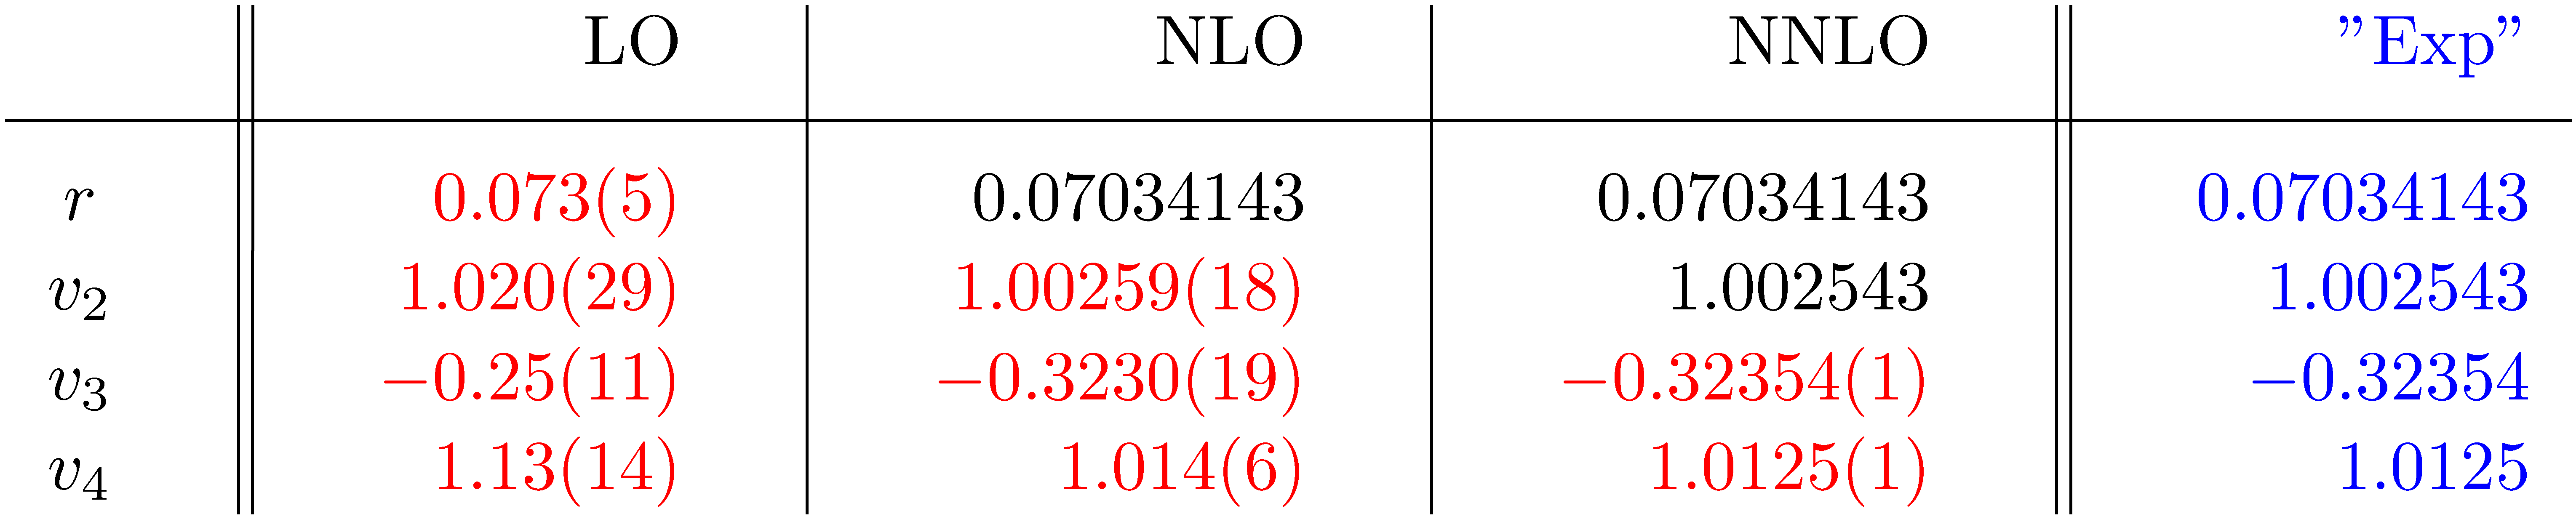 LO NLO NNLO ”Exp”
r 0.073(5) 0.07034143 0.07034143 0.07034143
v₂ 1.020(29) 1.00259(18) 1.002543 1.002543
v₃ −0.25(11) −0.3230(19) −0.32354(1) −0.32354
v₄ 1.13(14) 1.014(6) 1.0125(1) 1.0125